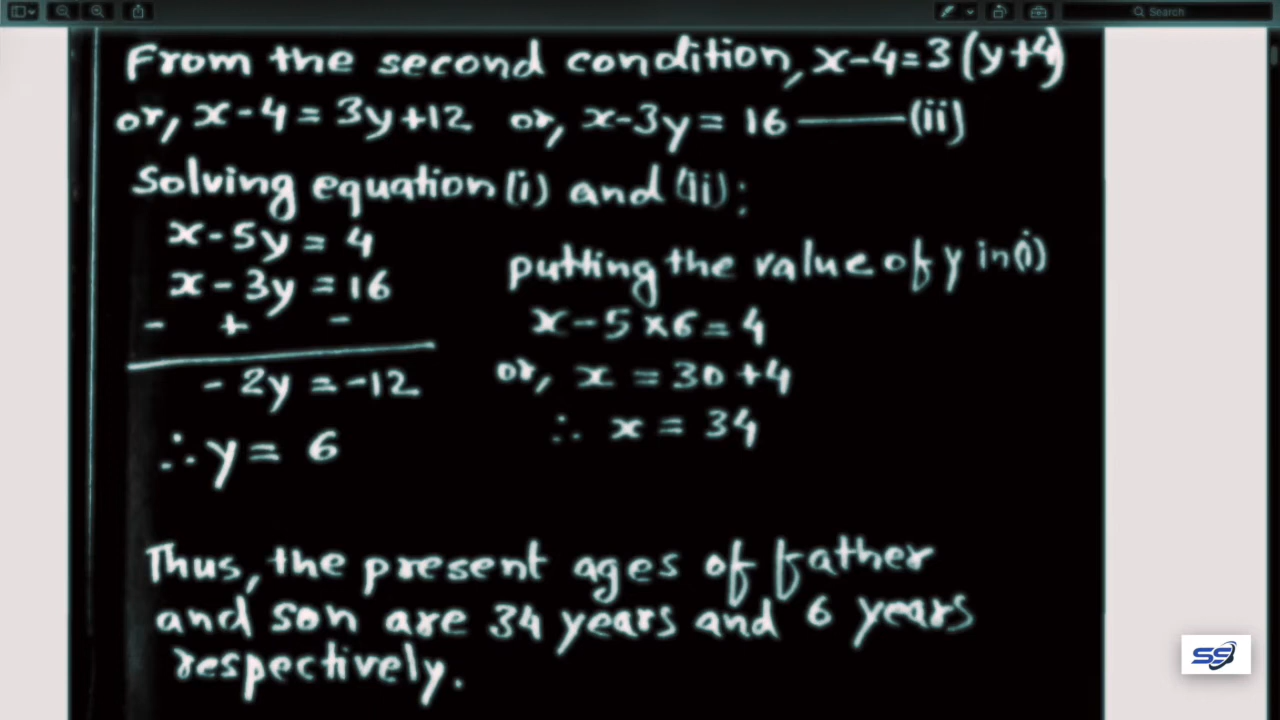 Search
From the second condition, x-4=3(y+4)
or, x-4=3y+12 or, x-3y=16 —— (ii)
Solving equation (i) and (ii):
x-5y=4
x-3y=16
- + -
-2y=-12
∴ y= 6
putting the value of y in (i)
x-5×6=4
or, x=30+4
∴ x=34
Thus, the present ages of father
and son are 34 years and 6 years
respectively.
SS